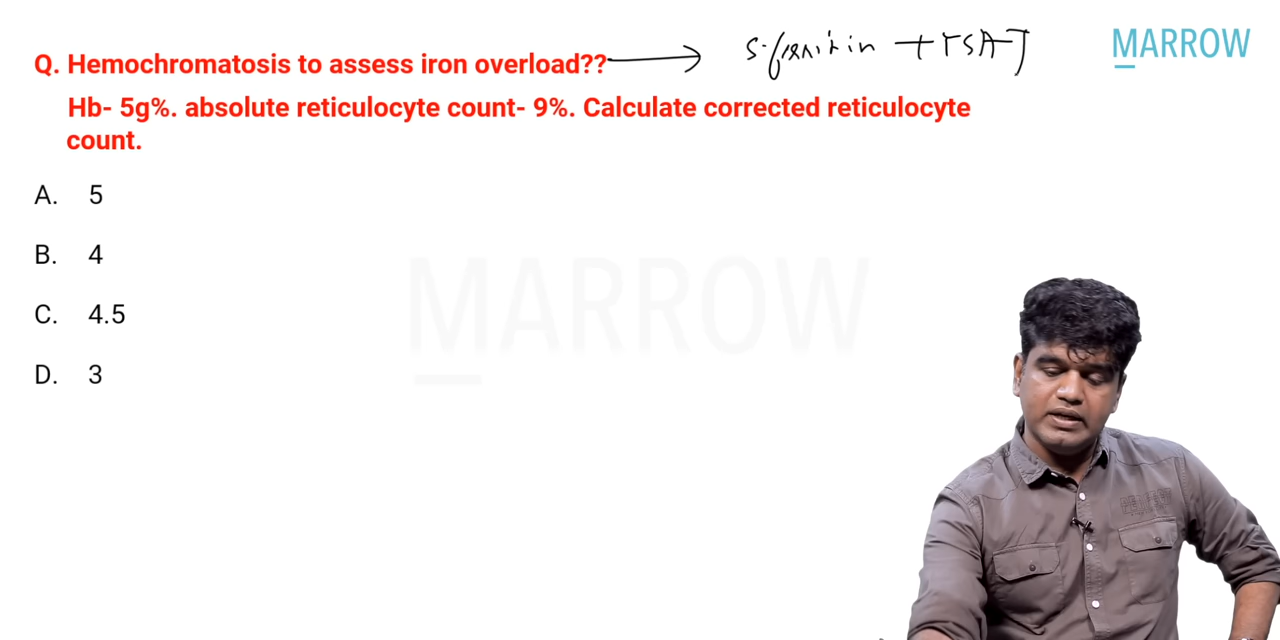 Q. Hemochromatosis to assess iron overload??
S. ferritin + TSAT
MARROW
Hb- 5g%. absolute reticulocyte count- 9%. Calculate corrected reticulocyte
count.
A. 5
B. 4
C. 4.5
D. 3
MARROW